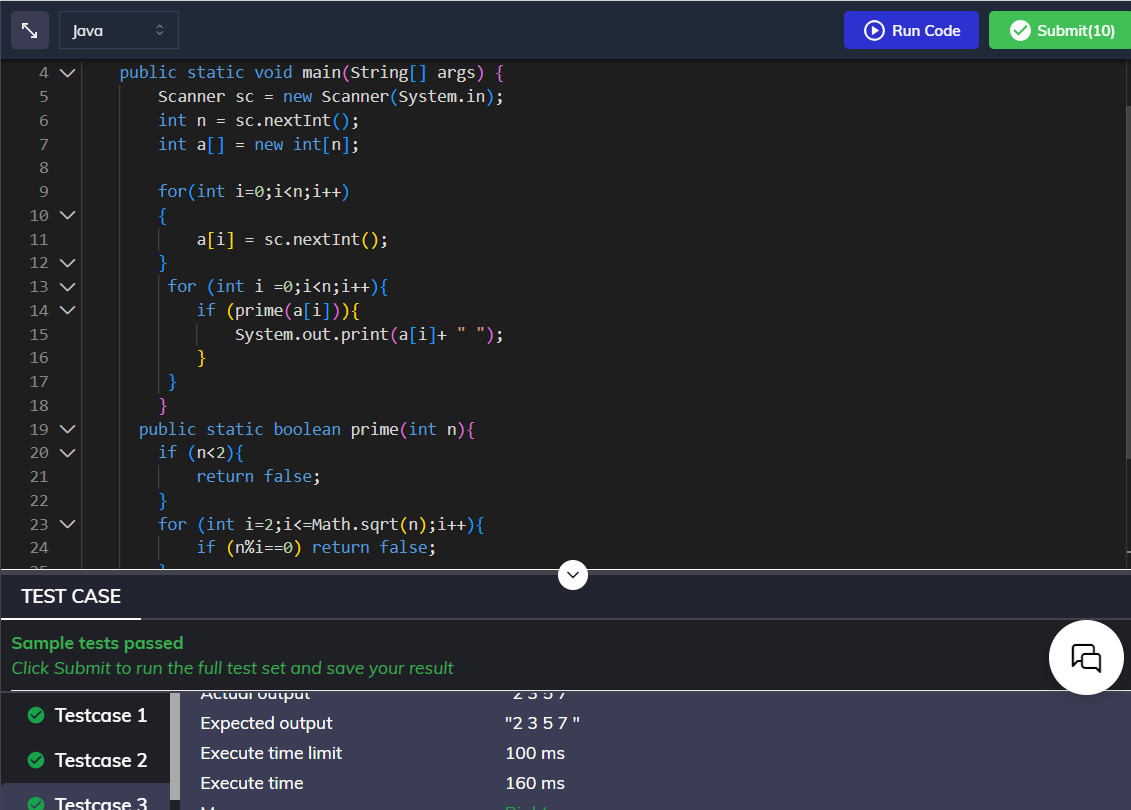 Java
Run Code
Submit(10)
4 public static void main(String[] args) {
5 Scanner sc = new Scanner(System.in);
6 int n = sc.nextInt();
7 int a[] = new int[n];
8
9 for(int i=0;i<n;i++)
10 {
11 a[i] = sc.nextInt();
12 }
13 for (int i =0;i<n;i++){
14 if (prime(a[i])){
15 System.out.print(a[i]+ " ");
16 }
17 }
18 }
19 public static boolean prime(int n){
20 if (n<2){
21 return false;
22 }
23 for (int i=2;i<=Math.sqrt(n);i++){
24 if (n%i==0) return false;
25 }
TEST CASE
Sample tests passed
Click Submit to run the full test set and save your result
Testcase 1
Testcase 2
Testcase 3
Actual output "2 3 5 7 "
Expected output "2 3 5 7 "
Execute time limit 100 ms
Execute time 160 ms